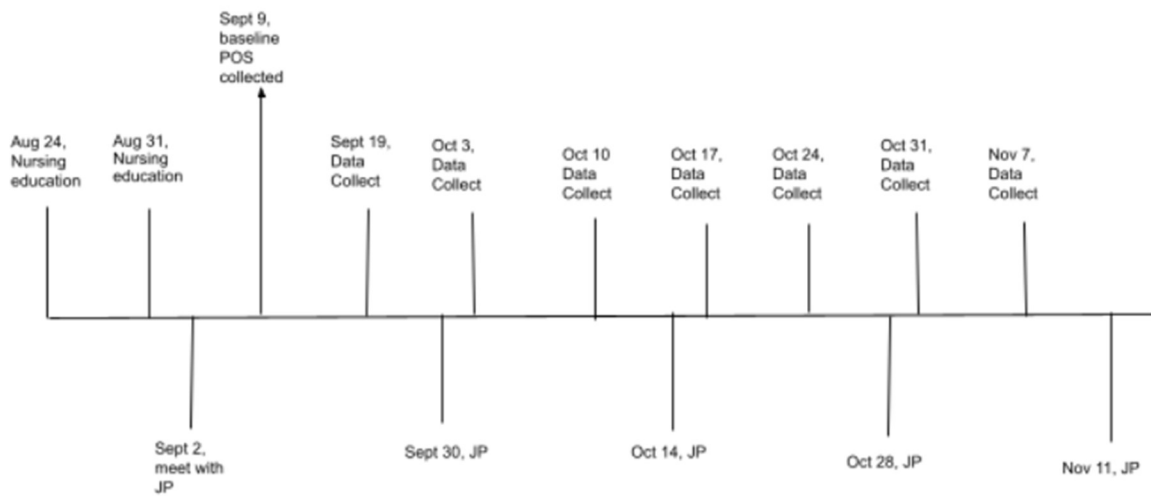 Sept 9,
baseline
POS
collected
Aug 24,
Nursing
education
Aug 31,
Nursing
education
Sept 19,
Data
Collect
Oct 3,
Data
Collect
Oct 10
Data
Collect
Oct 17,
Data
Collect
Oct 24,
Data
Collect
Oct 31,
Data
Collect
Nov 7,
Data
Collect
Sept 2,
meet with
JP
Sept 30, JP
Oct 14, JP
Oct 28, JP
Nov 11, JP